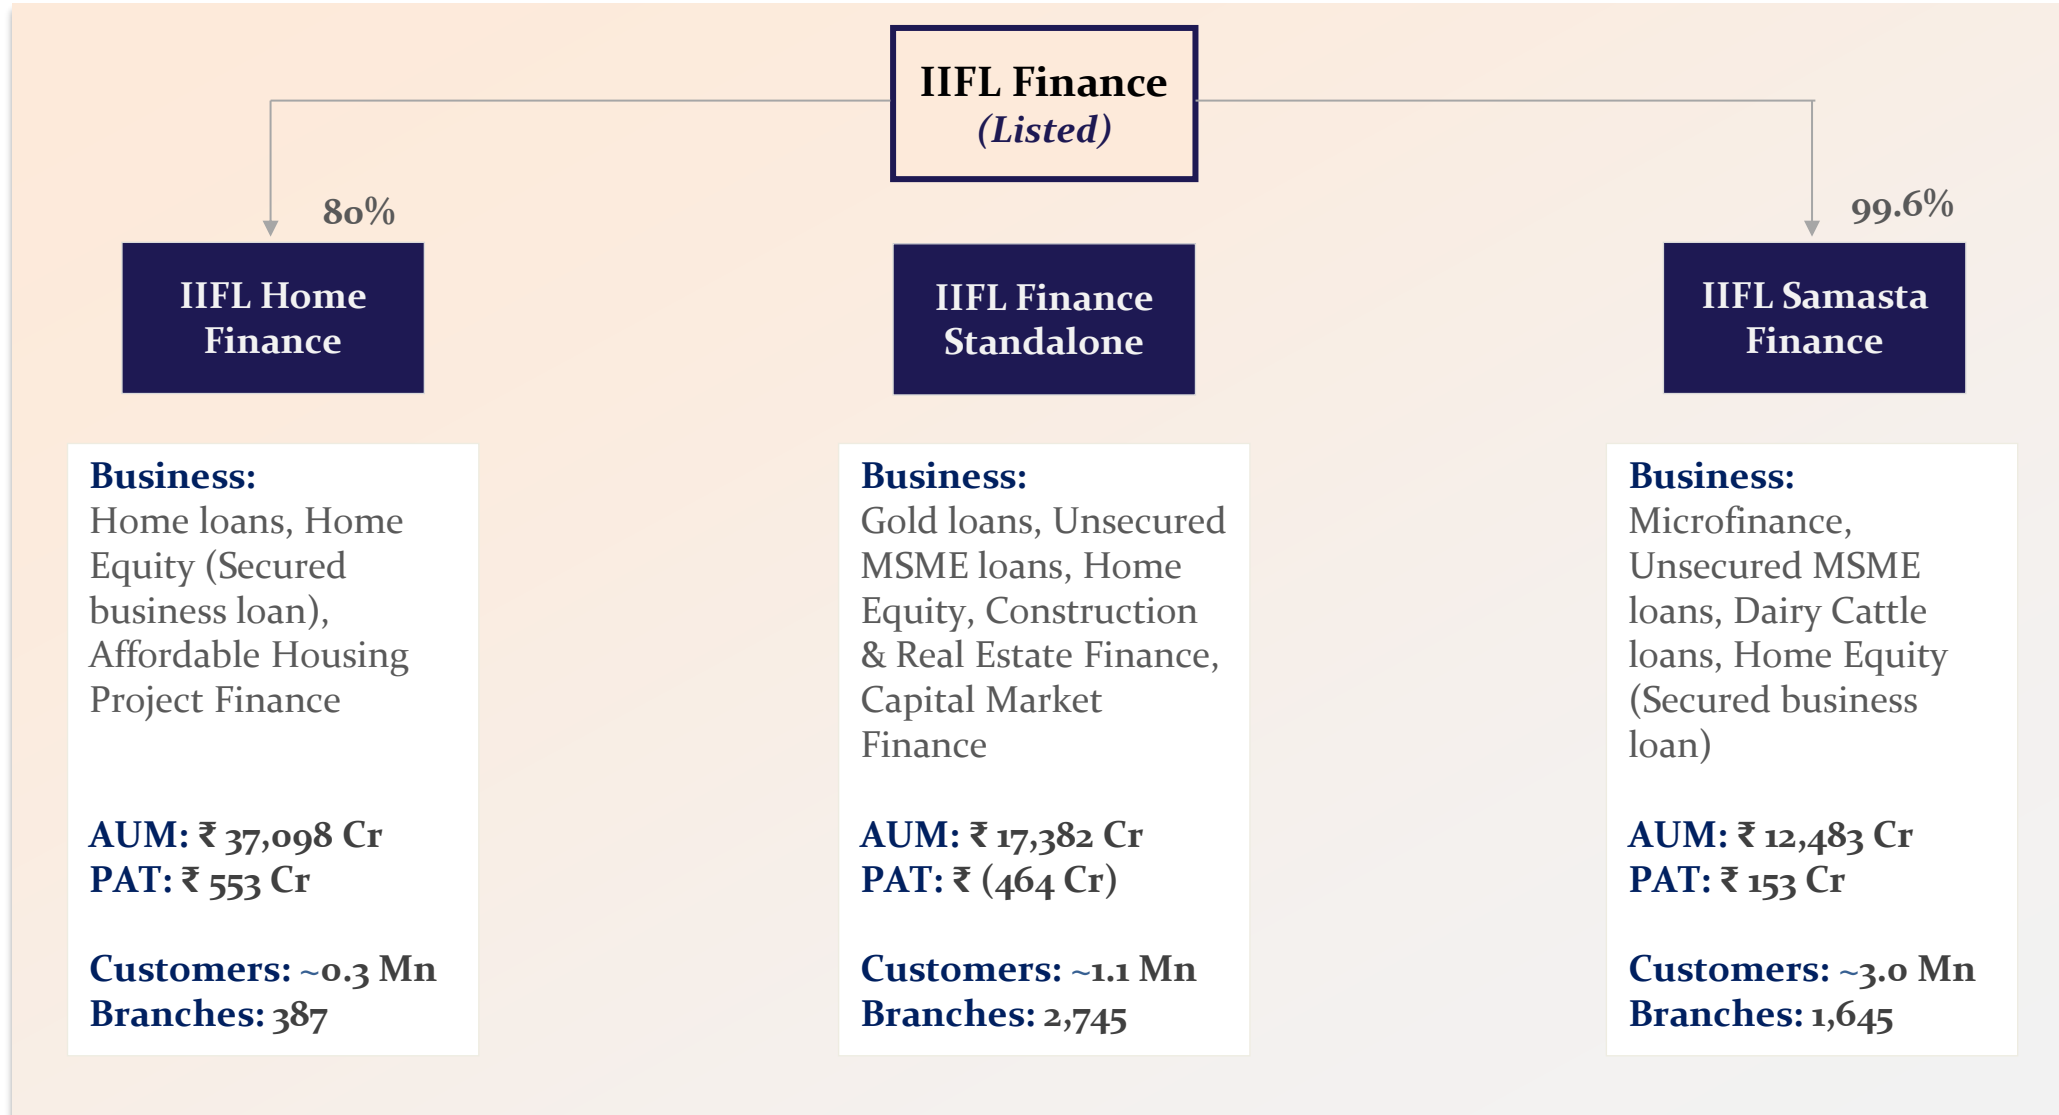 IIFL Finance
(Listed)
80%
99.6%
IIFL Home
Finance
IIFL Finance
Standalone
IIFL Samasta
Finance
Business:
Home loans, Home
Equity (Secured
business loan),
Affordable Housing
Project Finance
AUM: ₹ 37,098 Cr
PAT: ₹ 553 Cr
Customers: ~0.3 Mn
Branches: 387
Business:
Gold loans, Unsecured
MSME loans, Home
Equity, Construction
& Real Estate Finance,
Capital Market
Finance
AUM: ₹ 17,382 Cr
PAT: ₹ (464 Cr)
Customers: ~1.1 Mn
Branches: 2,745
Business:
Microfinance,
Unsecured MSME
loans, Dairy Cattle
loans, Home Equity
(Secured business
loan)
AUM: ₹ 12,483 Cr
PAT: ₹ 153 Cr
Customers: ~3.0 Mn
Branches: 1,645